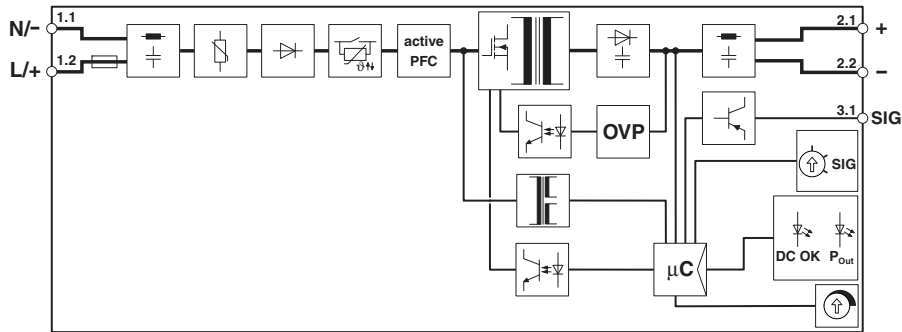 N/− 1.1
L/+ 1.2
active
PFC
2.1 +
2.2 −
3.1 SIG
ϑ
OVP
SIG
DC OK POut
µC